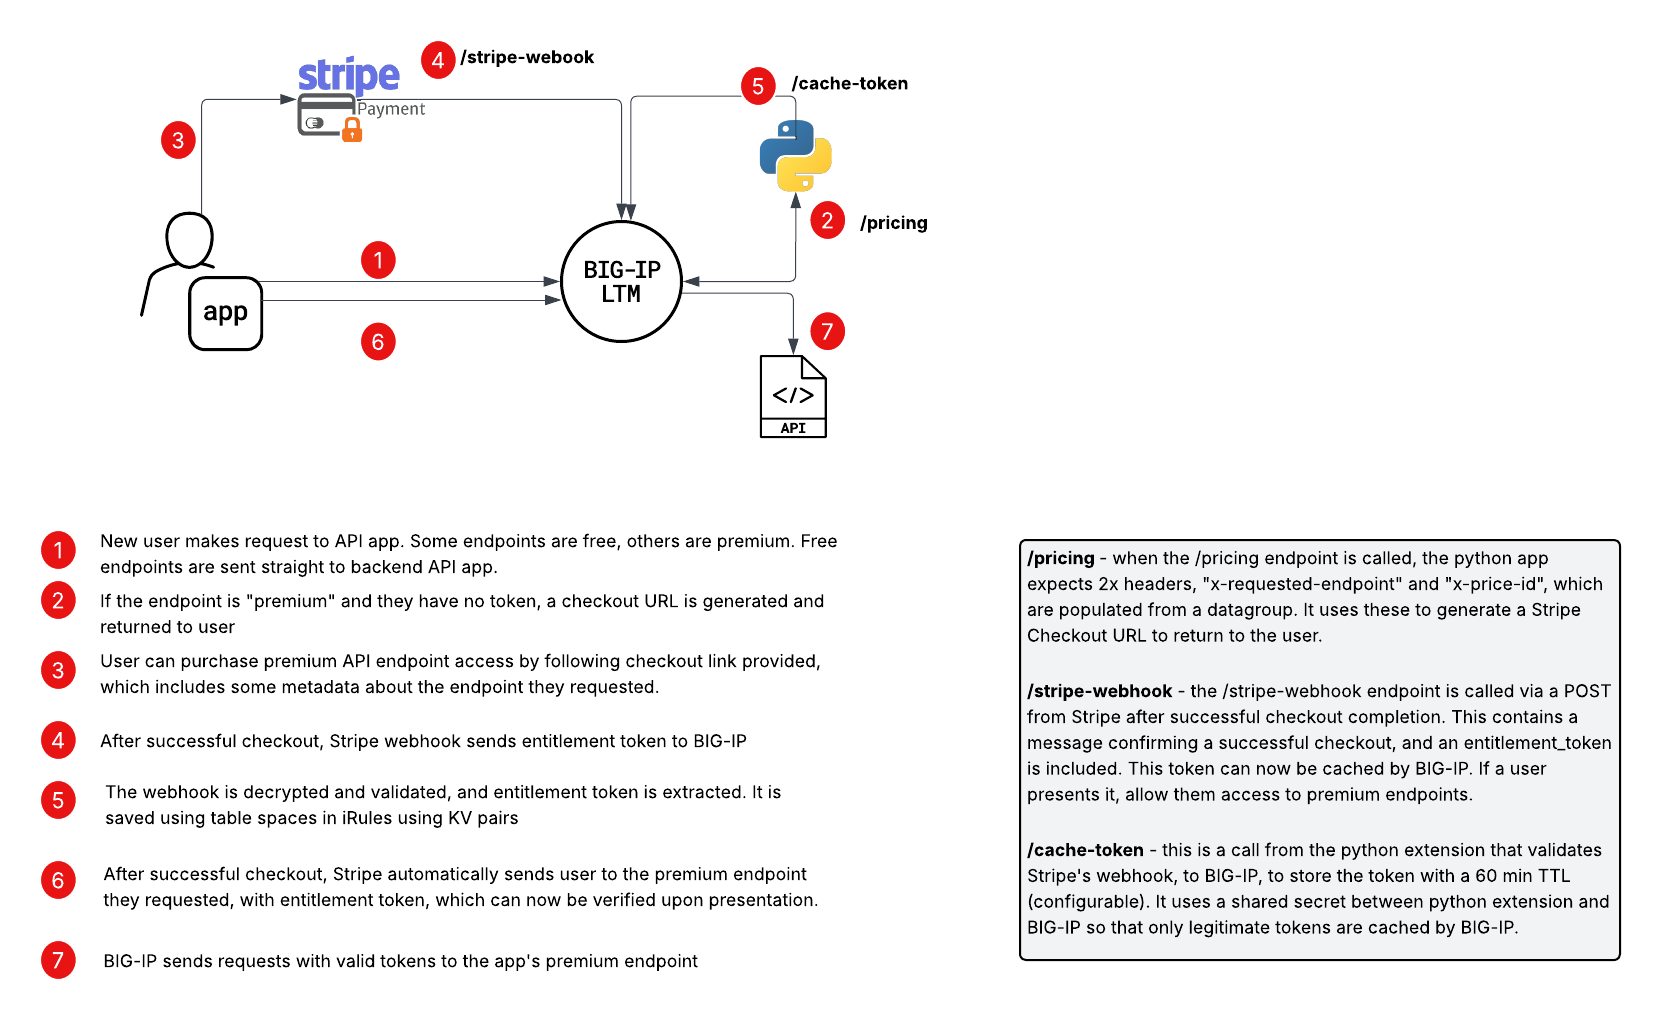 4 /stripe-webook
stripe
Payment
5 /cache-token
3
2 /pricing
1
BIG-IP
LTM
app
6
7
</>
API
1 New user makes request to API app. Some endpoints are free, others are premium. Free
endpoints are sent straight to backend API app.
2 If the endpoint is "premium" and they have no token, a checkout URL is generated and
returned to user
3 User can purchase premium API endpoint access by following checkout link provided,
which includes some metadata about the endpoint they requested.
4 After successful checkout, Stripe webhook sends entitlement token to BIG-IP
5 The webhook is decrypted and validated, and entitlement token is extracted. It is
saved using table spaces in iRules using KV pairs
6 After successful checkout, Stripe automatically sends user to the premium endpoint
they requested, with entitlement token, which can now be verified upon presentation.
7 BIG-IP sends requests with valid tokens to the app's premium endpoint
/pricing - when the /pricing endpoint is called, the python app
expects 2x headers, "x-requested-endpoint" and "x-price-id", which
are populated from a datagroup. It uses these to generate a Stripe
Checkout URL to return to the user.
/stripe-webhook - the /stripe-webhook endpoint is called via a POST
from Stripe after successful checkout completion. This contains a
message confirming a successful checkout, and an entitlement_token
is included. This token can now be cached by BIG-IP. If a user
presents it, allow them access to premium endpoints.
/cache-token - this is a call from the python extension that validates
Stripe's webhook, to BIG-IP, to store the token with a 60 min TTL
(configurable). It uses a shared secret between python extension and
BIG-IP so that only legitimate tokens are cached by BIG-IP.